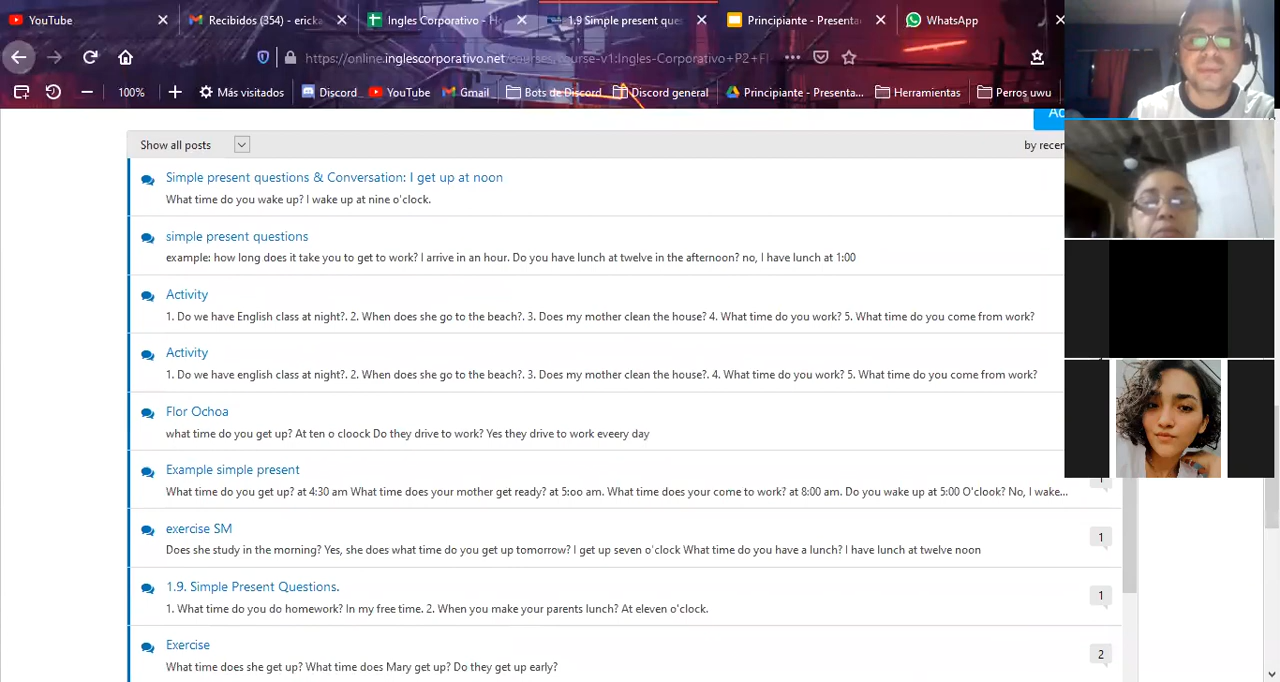 YouTube
Recibidos (354) - ericka
Ingles Corporativo - Ho
1.9 Simple present ques
Principiante - Presenta
WhatsApp
https://online.inglescorporativo.net/courses/course-v1:Ingles-Corporativo+P2+Fl
100%
Más visitados
Discord
YouTube
Gmail
Bots de Discord
Discord general
Principiante - Presenta...
Herramientas
Perros uwu
Show all posts
by recen
Simple present questions & Conversation: I get up at noon
What time do you wake up? I wake up at nine o'clock.
simple present questions
example: how long does it take you to get to work? I arrive in an hour. Do you have lunch at twelve in the afternoon? no, I have lunch at 1:00
Activity
1. Do we have English class at night?. 2. When does she go to the beach?. 3. Does my mother clean the house? 4. What time do you work? 5. What time do you come from work?
Activity
1. Do we have english class at night?. 2. When does she go to the beach?. 3. Does my mother clean the house?. 4. What time do you work? 5. What time do you come from work?
Flor Ochoa
what time do you get up? At ten o cloock Do they drive to work? Yes they drive to work eveery day
Example simple present
What time do you get up? at 4:30 am What time does your mother get ready? at 5:oo am. What time does your come to work? at 8:00 am. Do you wake up at 5:00 O'clook? No, I wake...
exercise SM
Does she study in the morning? Yes, she does what time do you get up tomorrow? I get up seven o'clock What time do you have a lunch? I have lunch at twelve noon
1
1.9. Simple Present Questions.
1. What time do you do homework? In my free time. 2. When you make your parents lunch? At eleven o'clock.
1
Exercise
What time does she get up? What time does Mary get up? Do they get up early?
2